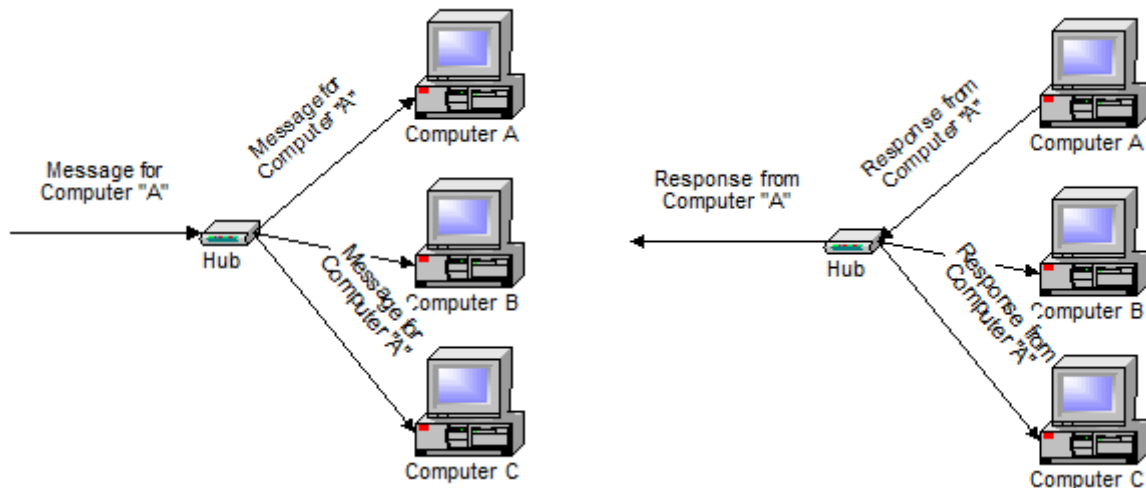 Message for
Computer "A"
Hub
Message for
Computer "A"
Message for
Computer "A"
Computer A
Computer B
Computer C
Response from
Computer "A"
Hub
Response from
Computer "A"
Response from
Computer "A"
Computer A
Computer B
Computer C